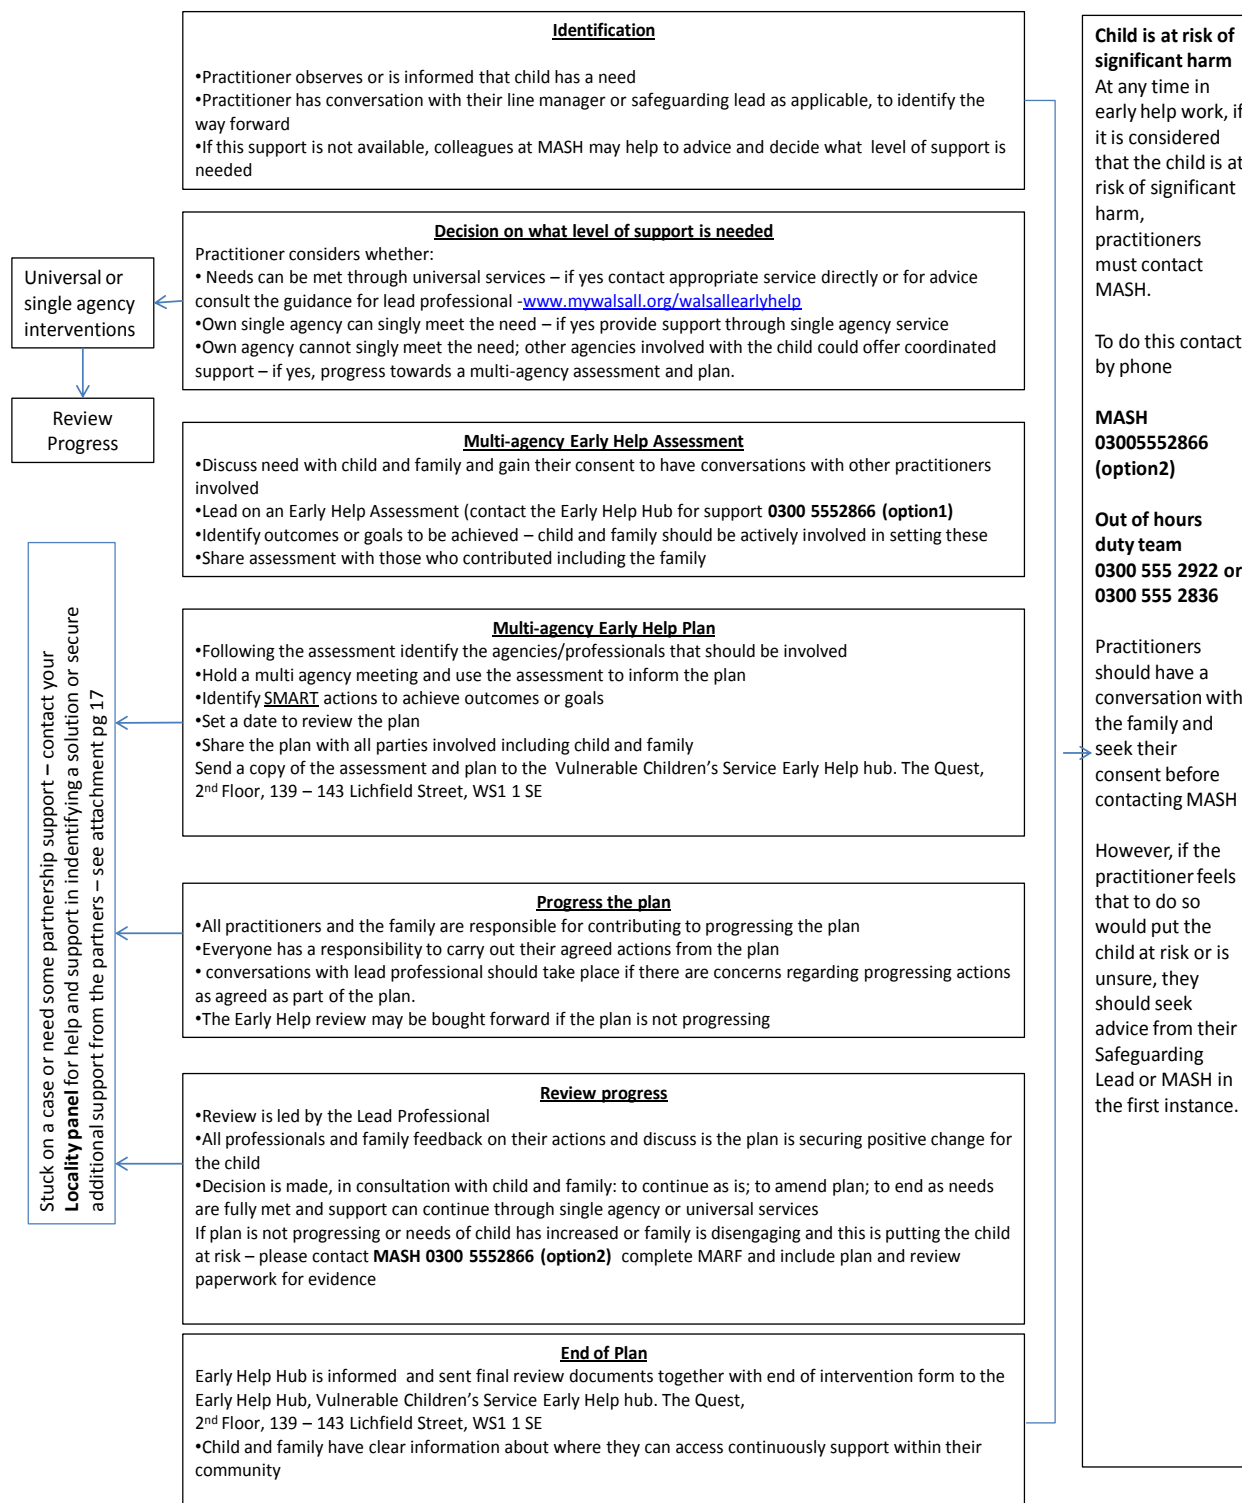 Identification
•Practitioner observes or is informed that child has a need
•Practitioner has conversation with their line manager or safeguarding lead as applicable, to identify the
way forward
•If this support is not available, colleagues at MASH may help to advice and decide what level of support is
needed
Decision on what level of support is needed
Practitioner considers whether:
• Needs can be met through universal services – if yes contact appropriate service directly or for advice
consult the guidance for lead professional -www.mywalsall.org/walsallearlyhelp
•Own single agency can singly meet the need – if yes provide support through single agency service
•Own agency cannot singly meet the need; other agencies involved with the child could offer coordinated
support – if yes, progress towards a multi-agency assessment and plan.
Universal or
single agency
interventions
Review
Progress
Multi-agency Early Help Assessment
•Discuss need with child and family and gain their consent to have conversations with other practitioners
involved
•Lead on an Early Help Assessment (contact the Early Help Hub for support 0300 5552866 (option1)
•Identify outcomes or goals to be achieved – child and family should be actively involved in setting these
•Share assessment with those who contributed including the family
Multi-agency Early Help Plan
•Following the assessment identify the agencies/professionals that should be involved
•Hold a multi agency meeting and use the assessment to inform the plan
•Identify SMART actions to achieve outcomes or goals
•Set a date to review the plan
•Share the plan with all parties involved including child and family
Send a copy of the assessment and plan to the Vulnerable Children's Service Early Help hub. The Quest,
2nd Floor, 139 – 143 Lichfield Street, WS1 1 SE
Progress the plan
•All practitioners and the family are responsible for contributing to progressing the plan
•Everyone has a responsibility to carry out their agreed actions from the plan
• conversations with lead professional should take place if there are concerns regarding progressing actions
as agreed as part of the plan.
•The Early Help review may be bought forward if the plan is not progressing
Review progress
•Review is led by the Lead Professional
•All professionals and family feedback on their actions and discuss is the plan is securing positive change for
the child
•Decision is made, in consultation with child and family: to continue as is; to amend plan; to end as needs
are fully met and support can continue through single agency or universal services
If plan is not progressing or needs of child has increased or family is disengaging and this is putting the child
at risk – please contact MASH 0300 5552866 (option2) complete MARF and include plan and review
paperwork for evidence
End of Plan
Early Help Hub is informed and sent final review documents together with end of intervention form to the
Early Help Hub, Vulnerable Children's Service Early Help hub. The Quest,
2nd Floor, 139 – 143 Lichfield Street, WS1 1 SE
•Child and family have clear information about where they can access continuously support within their
community
Stuck on a case or need some partnership support – contact your
Locality panel for help and support in indentifying a solution or secure
additional support from the partners – see attachment pg 17
Child is at risk of
significant harm
At any time in
early help work, if
it is considered
that the child is at
risk of significant
harm,
practitioners
must contact
MASH.
To do this contact
by phone
MASH
03005552866
(option2)
Out of hours
duty team
0300 555 2922 or
0300 555 2836
Practitioners
should have a
conversation with
the family and
seek their
consent before
contacting MASH
However, if the
practitioner feels
that to do so
would put the
child at risk or is
unsure, they
should seek
advice from their
Safeguarding
Lead or MASH in
the first instance.